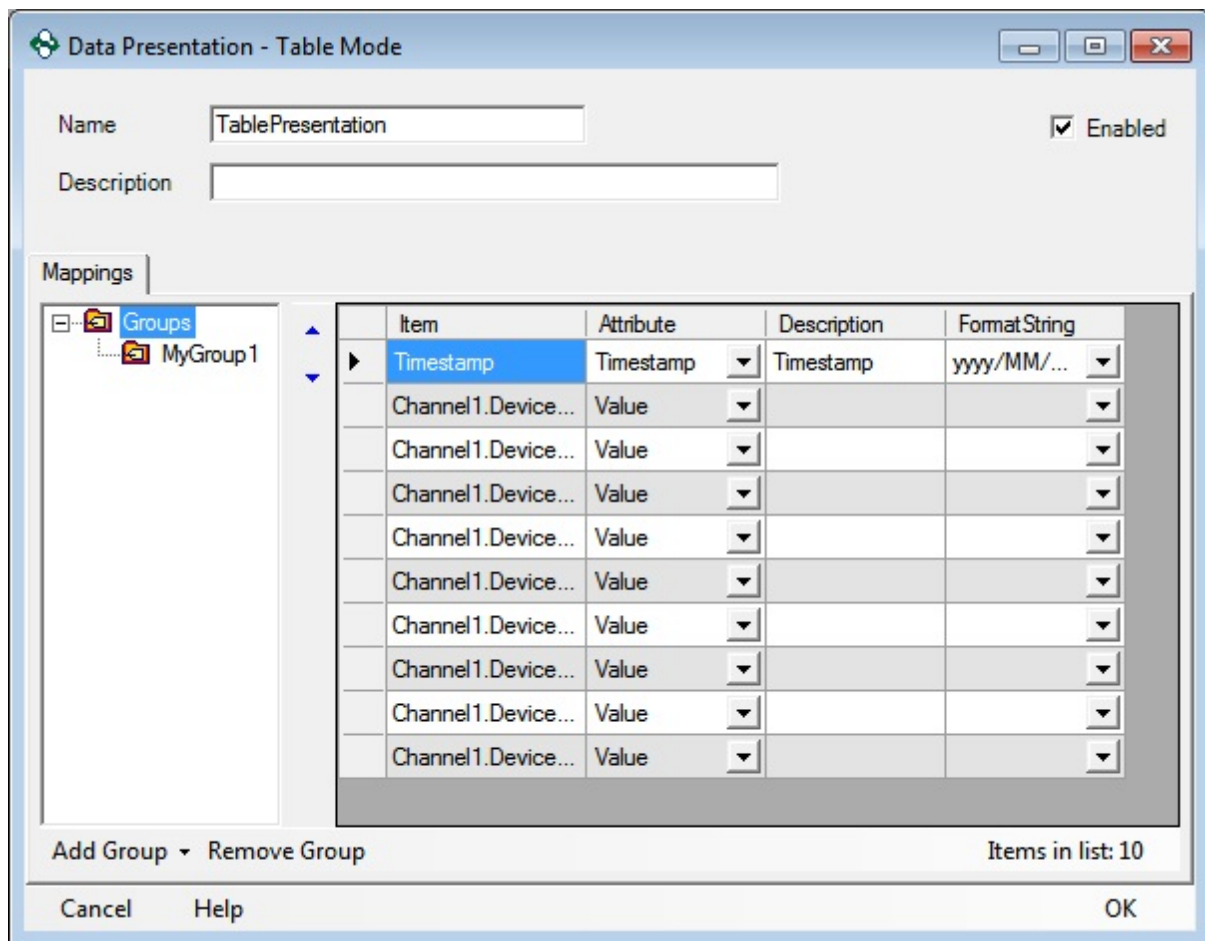 Data Presentation - Table Mode
Name TablePresentation Enabled
Description
Mappings
Groups
MyGroup1
Item Attribute Description FormatString
Timestamp Timestamp Timestamp yyyy/MM/...
Channel1.Device... Value
Channel1.Device... Value
Channel1.Device... Value
Channel1.Device... Value
Channel1.Device... Value
Channel1.Device... Value
Channel1.Device... Value
Channel1.Device... Value
Channel1.Device... Value
Add Group Remove Group Items in list: 10
Cancel Help OK